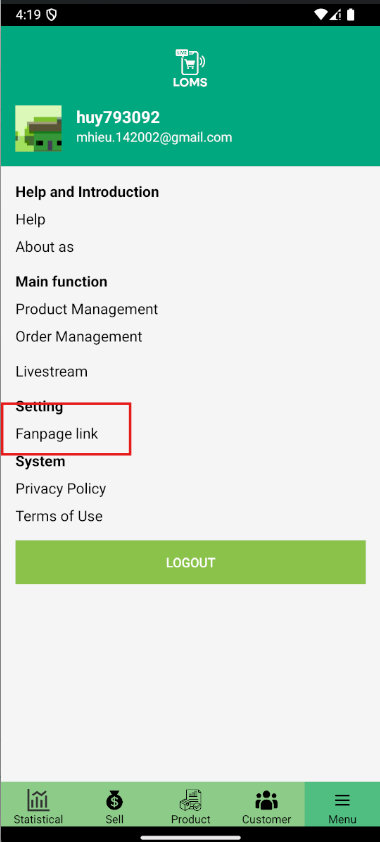 4:19
LIVE
LOMS
huy793092
mhieu.142002@gmail.com
Help and Introduction
Help
About as
Main function
Product Management
Order Management
Livestream
Setting
Fanpage link
System
Privacy Policy
Terms of Use
LOGOUT
Statistical
Sell
Product
Customer
Menu